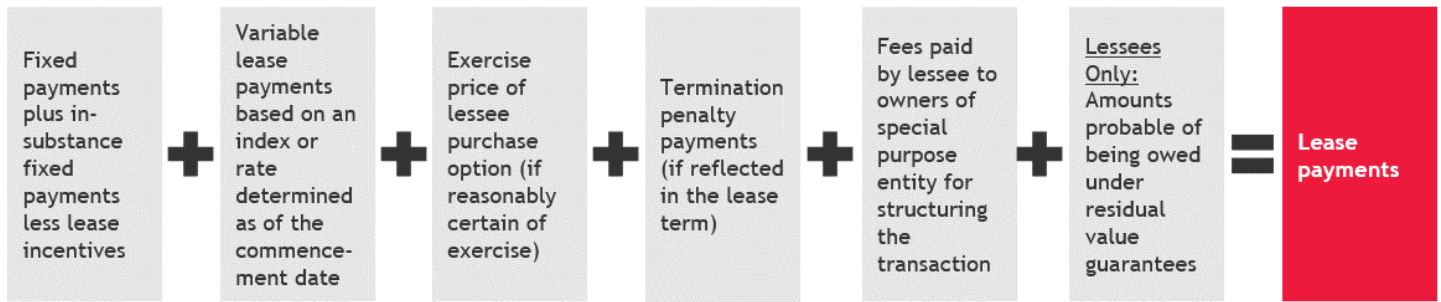 Fixed
payments
plus in-
substance
fixed
payments
less lease
incentives
Variable
lease
payments
based on an
index or
rate
determined
as of the
commence-
ment date
Exercise
price of
lessee
purchase
option (if
reasonably
certain of
exercise)
Termination
penalty
payments
(if reflected
in the lease
term)
Fees paid
by lessee to
owners of
special
purpose
entity for
structuring
the
transaction
Lessees
Only:
Amounts
probable of
being owed
under
residual
value
guarantees
Lease
payments